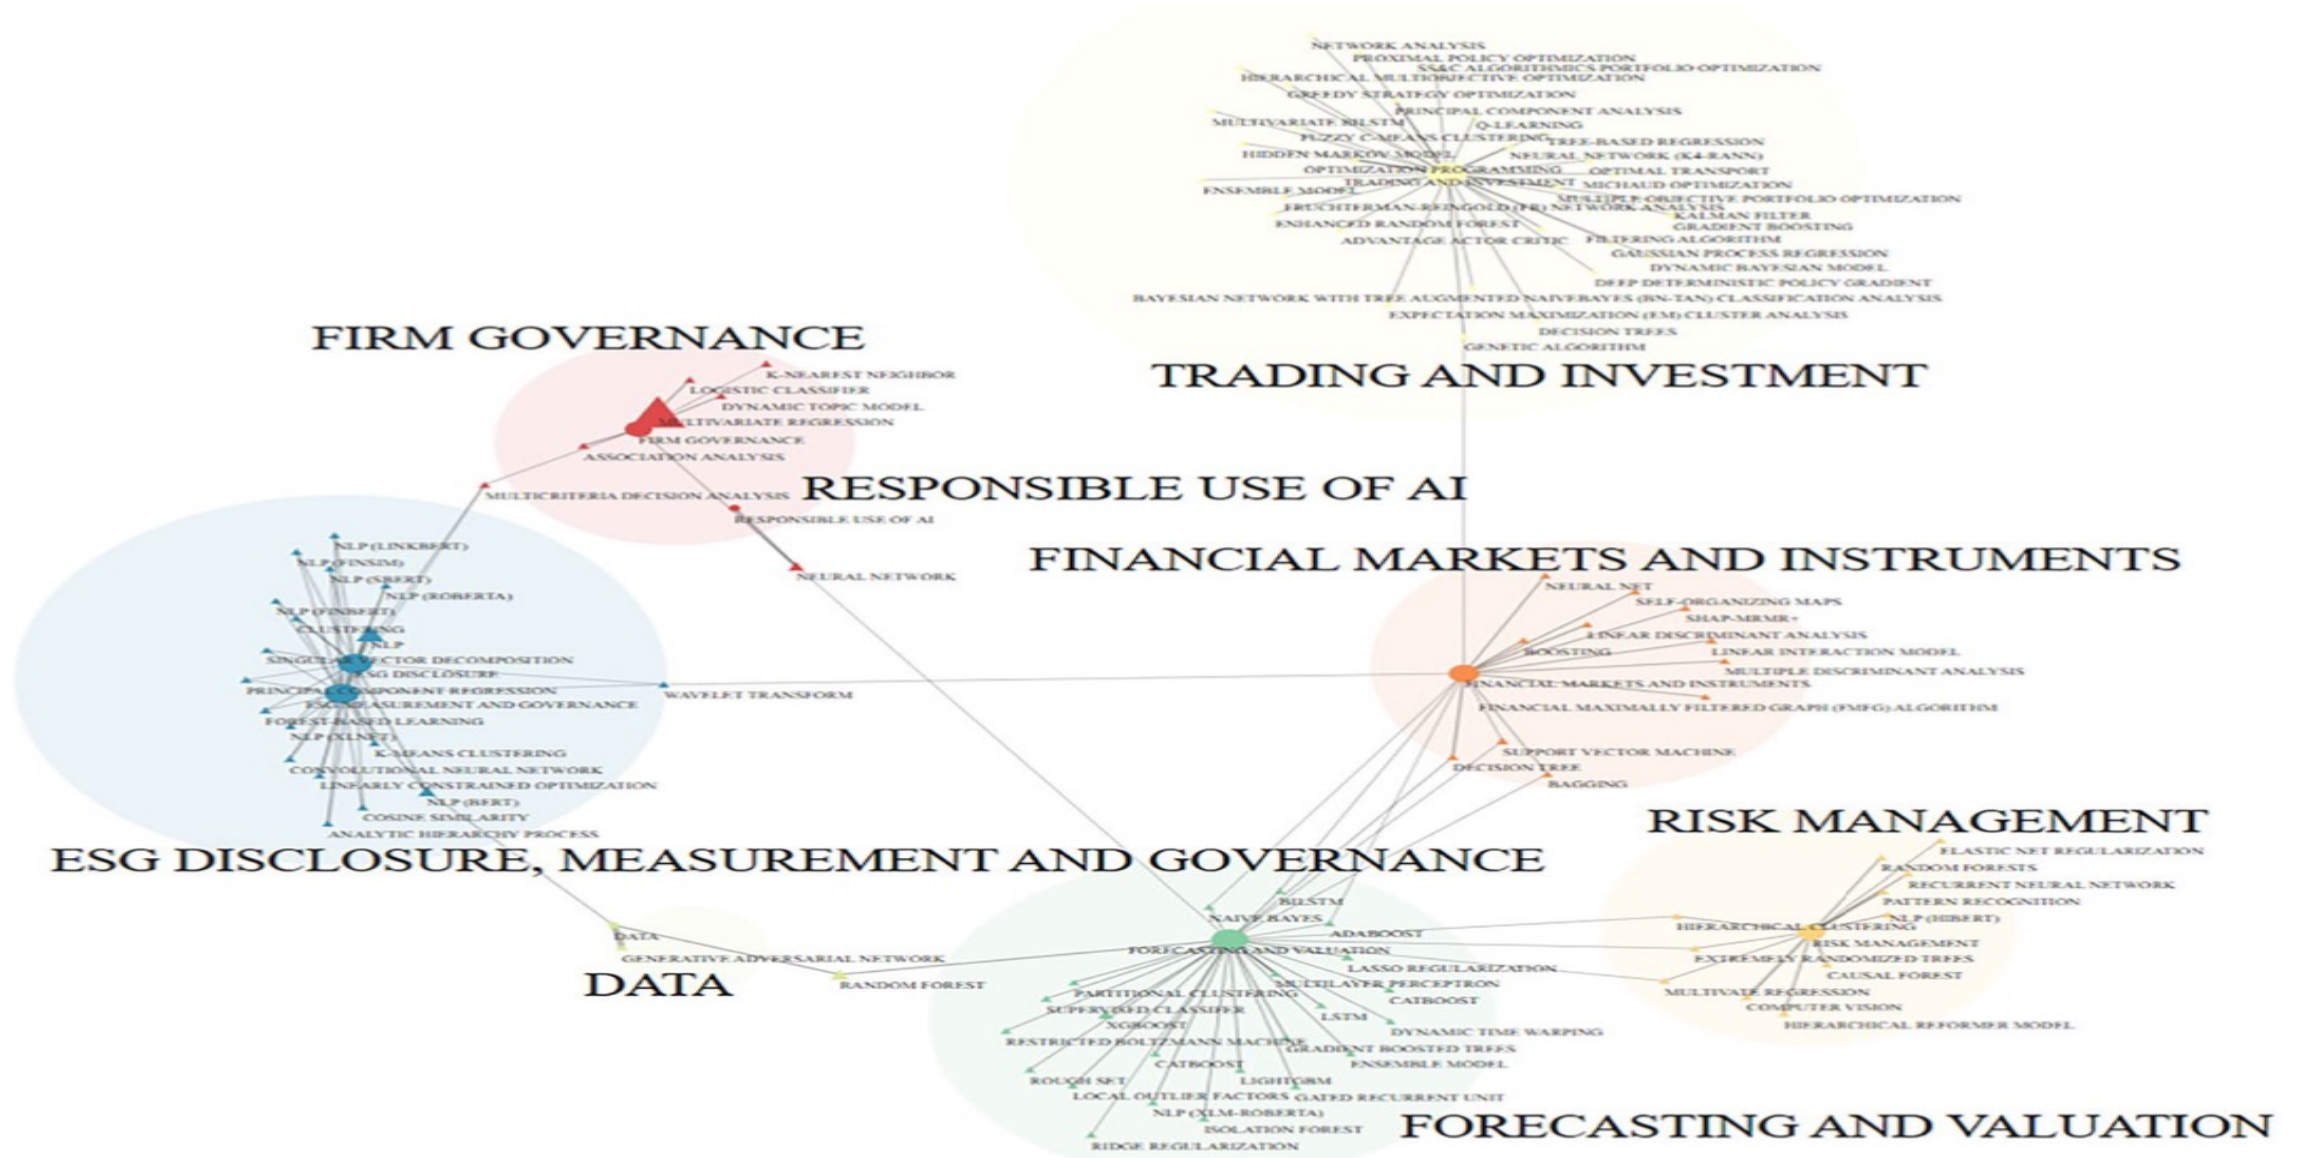 NETWORK ANALYSIS
PROXIMAL POLICY OPTIMIZATION
SS&C ALGORITHMICS PORTFOLIO OPTIMIZATION
HIERARCHICAL MULTIOBJECTIVE OPTIMIZATION
GREEDY STRATEGY OPTIMIZATION
PRINCIPAL COMPONENT ANALYSIS
MULTIVARIATE BILSTM
Q-LEARNING
FUZZY C-MEANS CLUSTERING
TREE-BASED REGRESSION
HIDDEN MARKOV MODEL
NEURAL NETWORK (K4-RANN)
OPTIMIZATION PROGRAMMING
OPTIMAL TRANSPORT
TRADING AND INVESTMENT
MICHAUD OPTIMIZATION
ENSEMBLE MODEL
MULTIPLE OBJECTIVE PORTFOLIO OPTIMIZATION
FRUCHTERMAN-REINGOLD (FR) NETWORK ANALYSIS
KALMAN FILTER
ENHANCED RANDOM FOREST
GRADIENT BOOSTING
ADVANTAGE ACTOR CRITIC
FILTERING ALGORITHM
GAUSSIAN PROCESS REGRESSION
DYNAMIC BAYESIAN MODEL
DEEP DETERMINISTIC POLICY GRADIENT
BAYESIAN NETWORK WITH TREE AUGMENTED NAIVEBAYES (BN-TAN) CLASSIFICATION ANALYSIS
EXPECTATION MAXIMIZATION (EM) CLUSTER ANALYSIS
DECISION TREES
GENETIC ALGORITHM
TRADING AND INVESTMENT
FIRM GOVERNANCE
K-NEAREST NEIGHBOR
LOGISTIC CLASSIFIER
DYNAMIC TOPIC MODEL
MULTIVARIATE REGRESSION
FIRM GOVERNANCE
ASSOCIATION ANALYSIS
MULTICRITERIA DECISION ANALYSIS
RESPONSIBLE USE OF AI
RESPONSIBLE USE OF AI
NEURAL NETWORK
NLP (LINKBERT)
NLP (FINSIM)
NLP (SBERT)
NLP (ROBERTA)
NLP (FINBERT)
CLUSTERING
NLP
SINGULAR VECTOR DECOMPOSITION
ESG DISCLOSURE
PRINCIPAL COMPONENT REGRESSION
ESG MEASUREMENT AND GOVERNANCE
FOREST-BASED LEARNING
NLP (XLNET)
K-MEANS CLUSTERING
CONVOLUTIONAL NEURAL NETWORK
LINEARLY CONSTRAINED OPTIMIZATION
NLP (BERT)
COSINE SIMILARITY
ANALYTIC HIERARCHY PROCESS
WAVELET TRANSFORM
ESG DISCLOSURE, MEASUREMENT AND GOVERNANCE
FINANCIAL MARKETS AND INSTRUMENTS
NEURAL NET
SELF-ORGANIZING MAPS
SHAP-MRMR+
LINEAR DISCRIMINANT ANALYSIS
BOOSTING
LINEAR INTERACTION MODEL
MULTIPLE DISCRIMINANT ANALYSIS
FINANCIAL MARKETS AND INSTRUMENTS
FINANCIAL MAXIMALLY FILTERED GRAPH (FMFG) ALGORITHM
SUPPORT VECTOR MACHINE
DECISION TREE
BAGGING
RISK MANAGEMENT
ELASTIC NET REGULARIZATION
RANDOM FORESTS
RECURRENT NEURAL NETWORK
PATTERN RECOGNITION
NLP (HIBERT)
HIERARCHICAL CLUSTERING
RISK MANAGEMENT
EXTREMELY RANDOMIZED TREES
CAUSAL FOREST
MULTIVATE REGRESSION
COMPUTER VISION
HIERARCHICAL REFORMER MODEL
DATA
GENERATIVE ADVERSARIAL NETWORK
DATA
RANDOM FOREST
BILSTM
NAIVE BAYES
ADABOOST
FORECASTING AND VALUATION
LASSO REGULARIZATION
MULTILAYER PERCEPTRON
PARTITIONAL CLUSTERING
CATBOOST
SUPERVISED CLASSIFER
LSTM
XGBOOST
DYNAMIC TIME WARPING
RESTRICTED BOLTZMANN MACHINE
GRADIENT BOOSTED TREES
CATBOOST
ENSEMBLE MODEL
ROUGH SET
LIGHTGBM
LOCAL OUTLIER FACTORS
GATED RECURRENT UNIT
NLP (XLM-ROBERTA)
ISOLATION FOREST
RIDGE REGULARIZATION
FORECASTING AND VALUATION